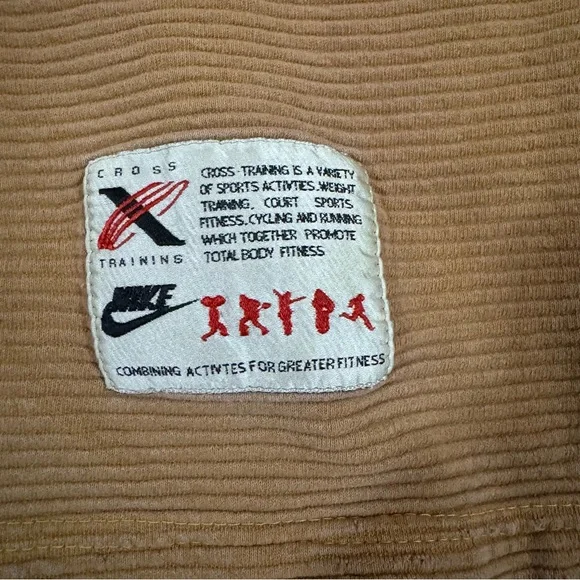 CROSS
X
TRAINING
CROSS-TRAINING IS A VARIETY
OF SPORTS ACTIVTIES.WEIGHT
TRAINING, COURT SPORTS
FITNESS.CYCLING AND RUNNING
WHICH TOGETHER PROMOTE
TOTAL BODY FITNESS
NIKE
COMBINING ACTIVTES FOR GREATER FITNESS